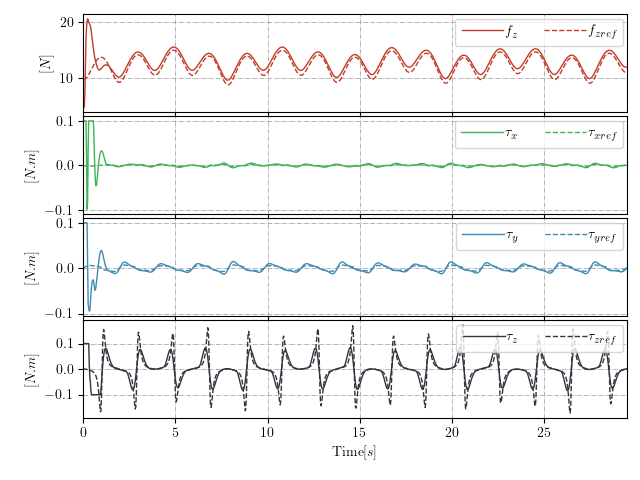 20
10
[N]
f_z f_zref
0.1
0.0
−0.1
[N.m]
τ_x τ_xref
0.1
0.0
−0.1
[N.m]
τ_y τ_yref
0.1
0.0
−0.1
[N.m]
τ_z τ_zref
0 5 10 15 20 25
Time[s]